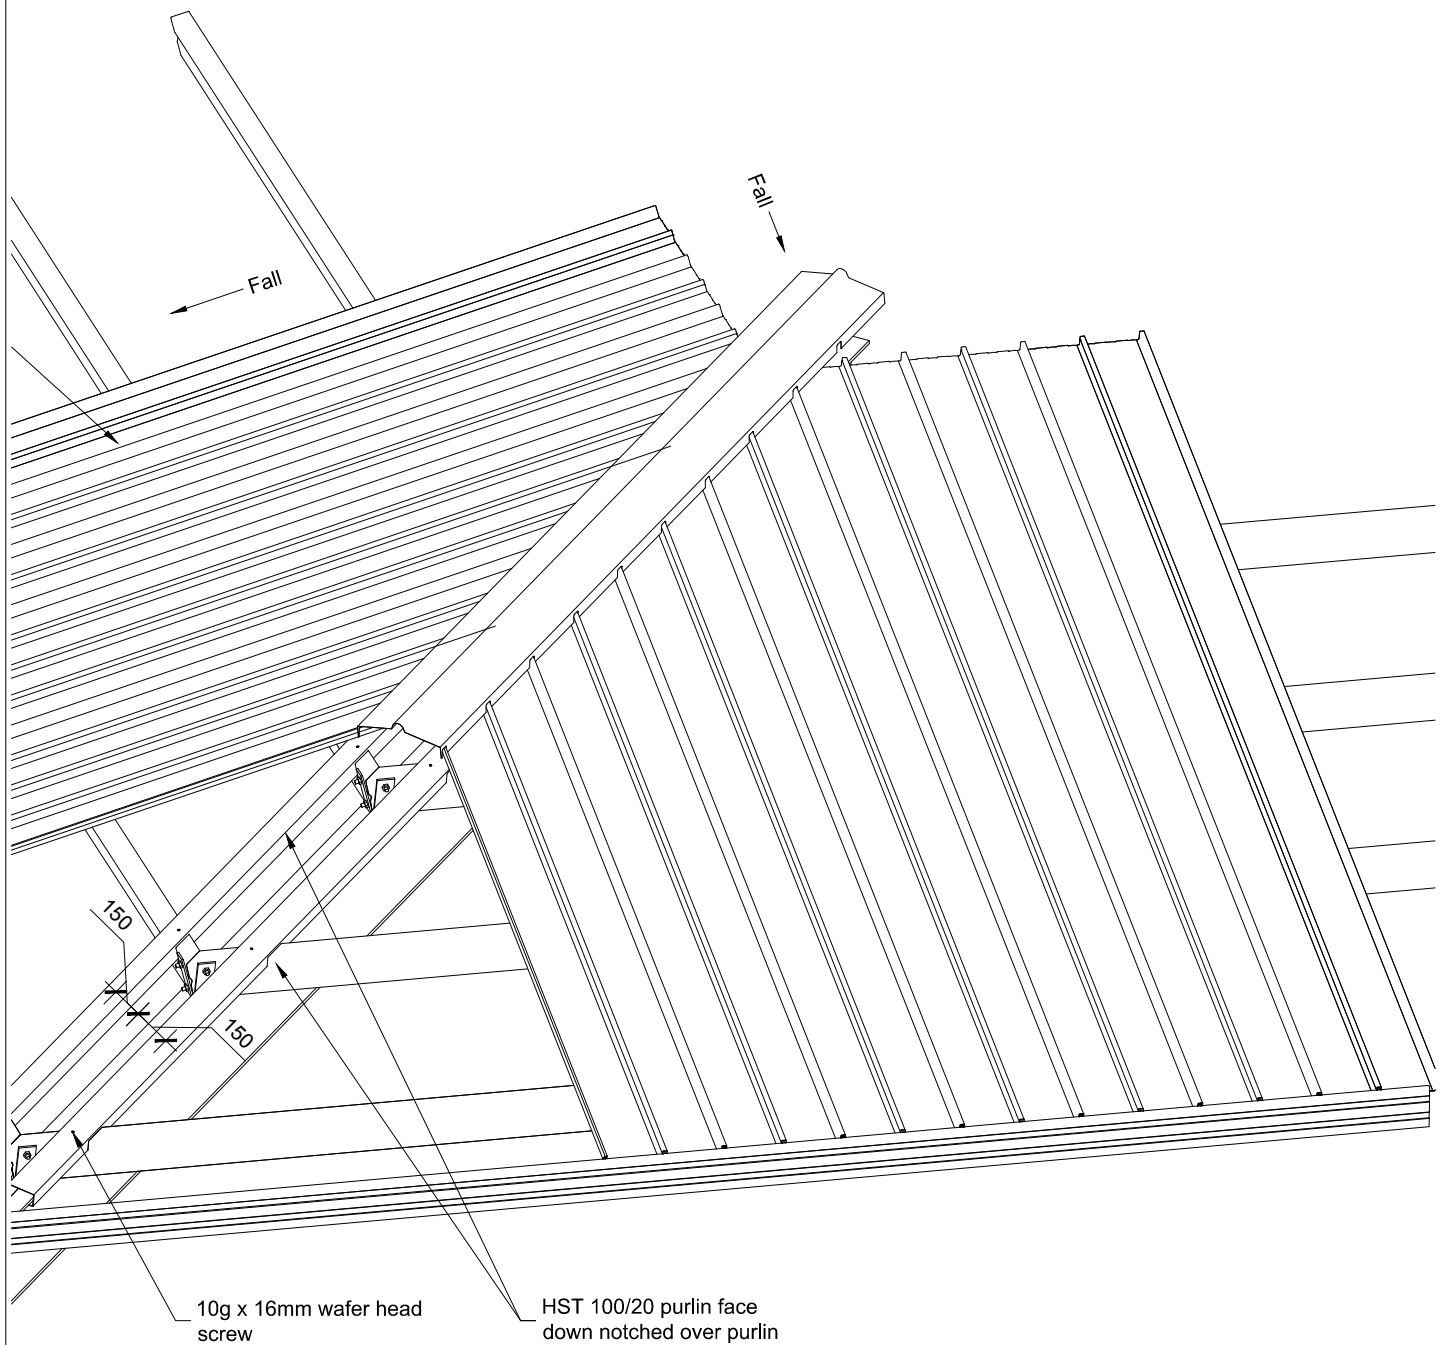 Fall
Fall
150
150
10g x 16mm wafer head
screw
HST 100/20 purlin face
down notched over purlin